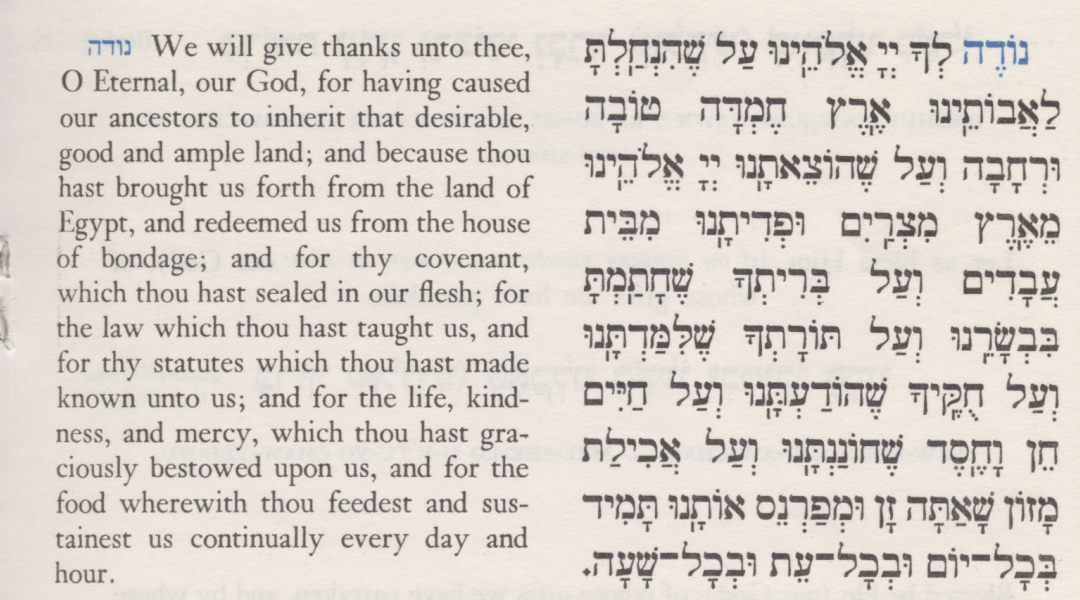 נודה We will give thanks unto thee,
O Eternal, our God, for having caused
our ancestors to inherit that desirable,
good and ample land; and because thou
hast brought us forth from the land of
Egypt, and redeemed us from the house
of bondage; and for thy covenant,
which thou hast sealed in our flesh; for
the law which thou hast taught us, and
for thy statutes which thou hast made
known unto us; and for the life, kind-
ness, and mercy, which thou hast gra-
ciously bestowed upon us, and for the
food wherewith thou feedest and sus-
tainest us continually every day and
hour.
נוֹדֶה לְּךָ יְיָ אֱלֹהֵינוּ עַל שֶׁהִנְחַלְתָּ
לַאֲבוֹתֵינוּ אֶרֶץ חֶמְדָּה טוֹבָה
וּרְחָבָה וְעַל שֶׁהוֹצֵאתָנוּ יְיָ אֱלֹהֵינוּ
מֵאֶרֶץ מִצְרַיִם וּפְדִיתָנוּ מִבֵּית
עֲבָדִים וְעַל בְּרִיתְךָ שֶׁחָתַמְתָּ
בִּבְשָׂרֵנוּ וְעַל תּוֹרָתְךָ שֶׁלִּמַּדְתָּנוּ
וְעַל חֻקֶּיךָ שֶׁהוֹדַעְתָּנוּ וְעַל חַיִּים
חֵן וָחֶסֶד שֶׁחוֹנַנְתָּנוּ וְעַל אֲכִילַת
מָזוֹן שָׁאַתָּה זָן וּמְפַרְנֵס אוֹתָנוּ תָּמִיד
בְּכָל־יוֹם וּבְכָל־עֵת וּבְכָל־שָׁעָה.